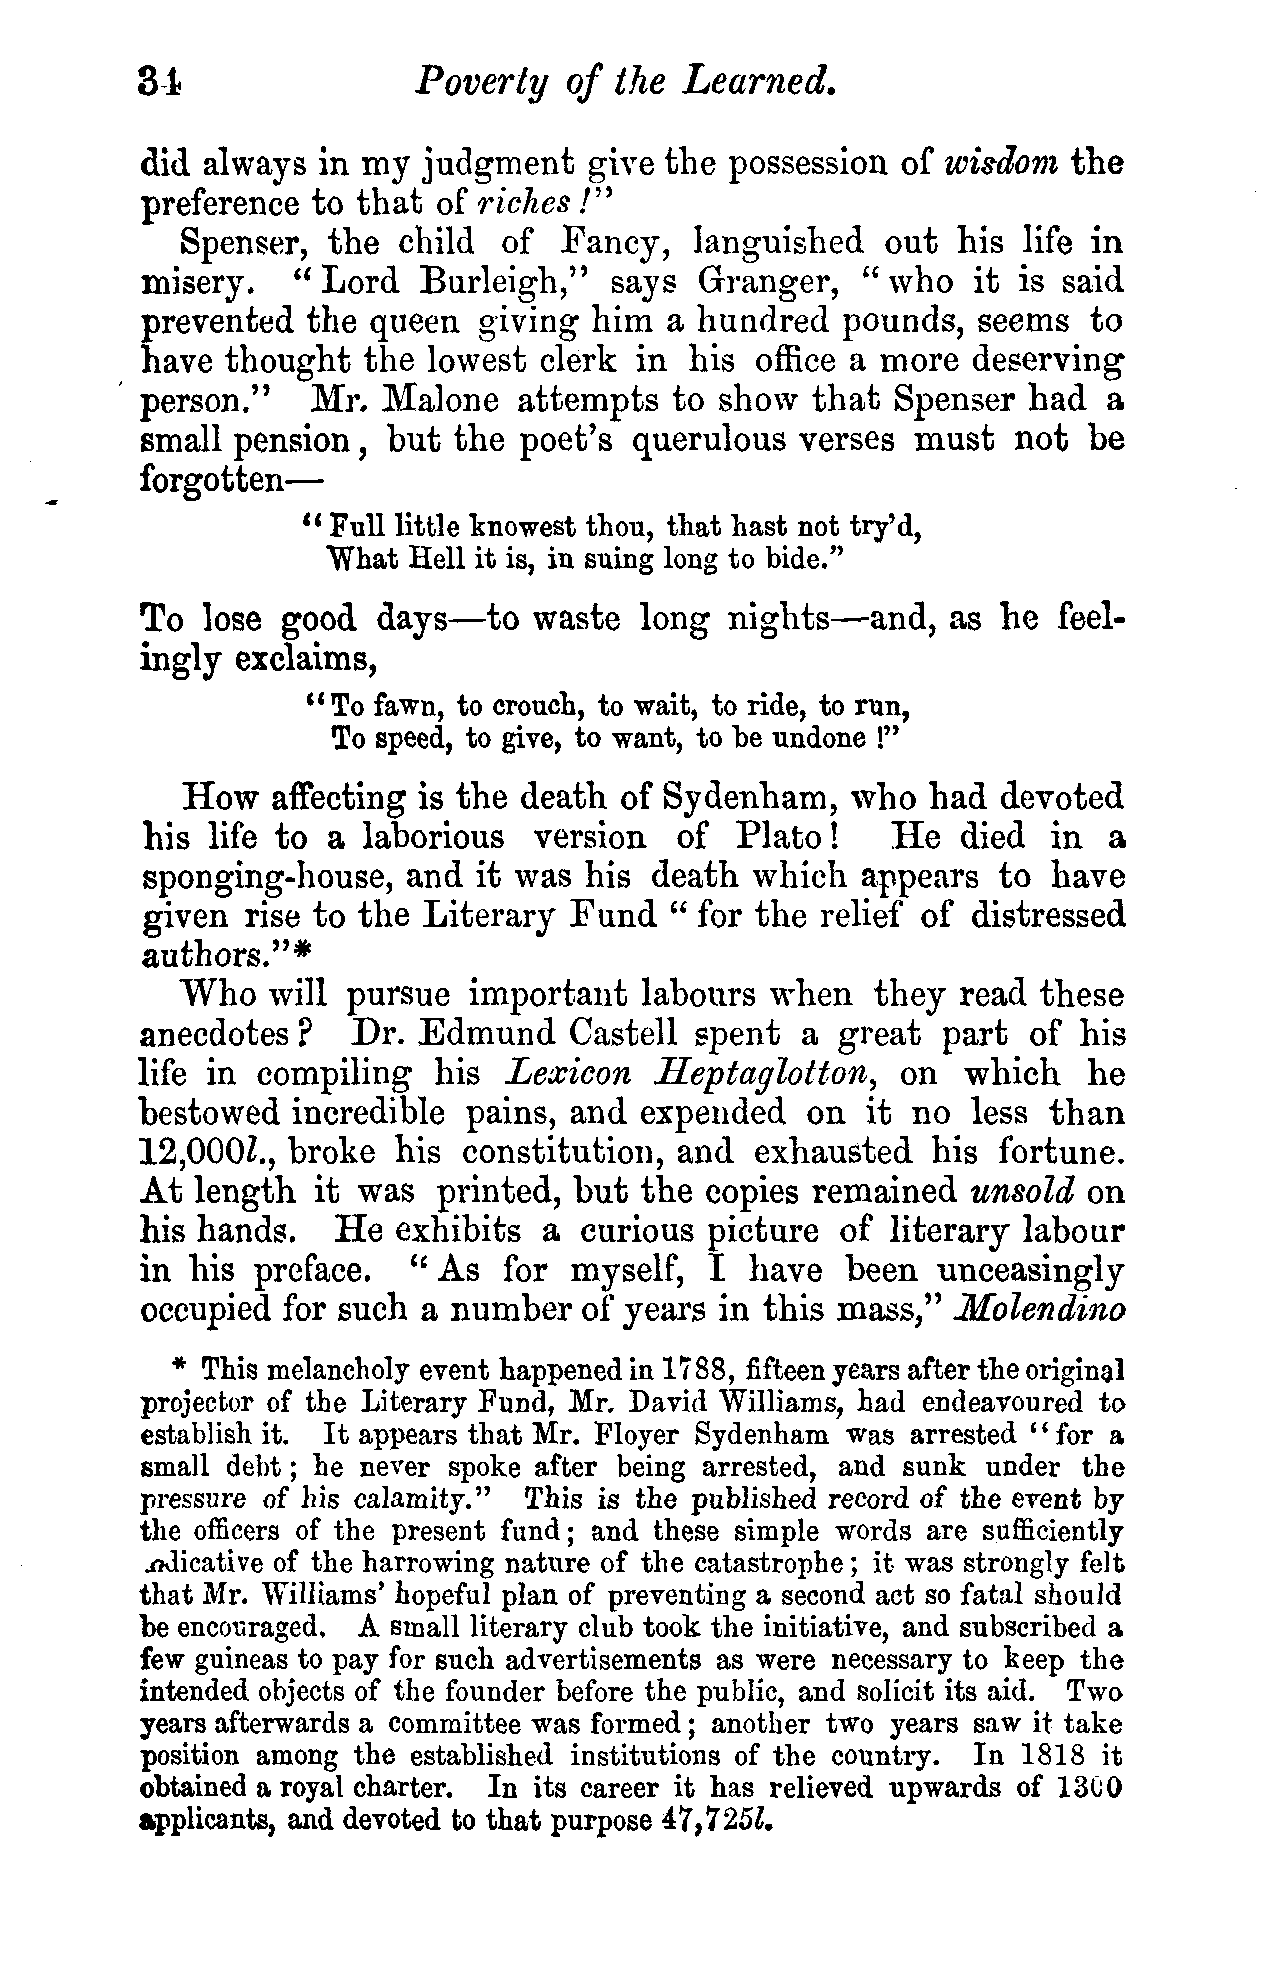 34 Poverty of the Learned.
did always in my judgment give the possession of wisdom the
preference to that of riches!"
Spenser, the child of Fancy, languished out his life in
misery. "Lord Burleigh," says Granger, "who it is said
prevented the queen giving him a hundred pounds, seems to
have thought the lowest clerk in his office a more deserving
person." Mr. Malone attempts to show that Spenser had a
small pension, but the poet's querulous verses must not be
forgotten—
"Full little knowest thou, that hast not try'd,
What Hell it is, in suing long to bide."
To lose good days—to waste long nights—and, as he feel-
ingly exclaims,
"To fawn, to crouch, to wait, to ride, to run,
To speed, to give, to want, to be undone!"
How affecting is the death of Sydenham, who had devoted
his life to a laborious version of Plato! He died in a
sponging-house, and it was his death which appears to have
given rise to the Literary Fund "for the relief of distressed
authors."*
Who will pursue important labours when they read these
anecdotes? Dr. Edmund Castell spent a great part of his
life in compiling his Lexicon Heptaglotton, on which he
bestowed incredible pains, and expended on it no less than
12,000l., broke his constitution, and exhausted his fortune.
At length it was printed, but the copies remained unsold on
his hands. He exhibits a curious picture of literary labour
in his preface. "As for myself, I have been unceasingly
occupied for such a number of years in this mass," Molendino
* This melancholy event happened in 1788, fifteen years after the original
projector of the Literary Fund, Mr. David Williams, had endeavoured to
establish it. It appears that Mr. Floyer Sydenham was arrested "for a
small debt; he never spoke after being arrested, and sunk under the
pressure of his calamity." This is the published record of the event by
the officers of the present fund; and these simple words are sufficiently
indicative of the harrowing nature of the catastrophe; it was strongly felt
that Mr. Williams' hopeful plan of preventing a second act so fatal should
be encouraged. A small literary club took the initiative, and subscribed a
few guineas to pay for such advertisements as were necessary to keep the
intended objects of the founder before the public, and solicit its aid. Two
years afterwards a committee was formed; another two years saw it take
position among the established institutions of the country. In 1818 it
obtained a royal charter. In its career it has relieved upwards of 1300
applicants, and devoted to that purpose 47,725l.